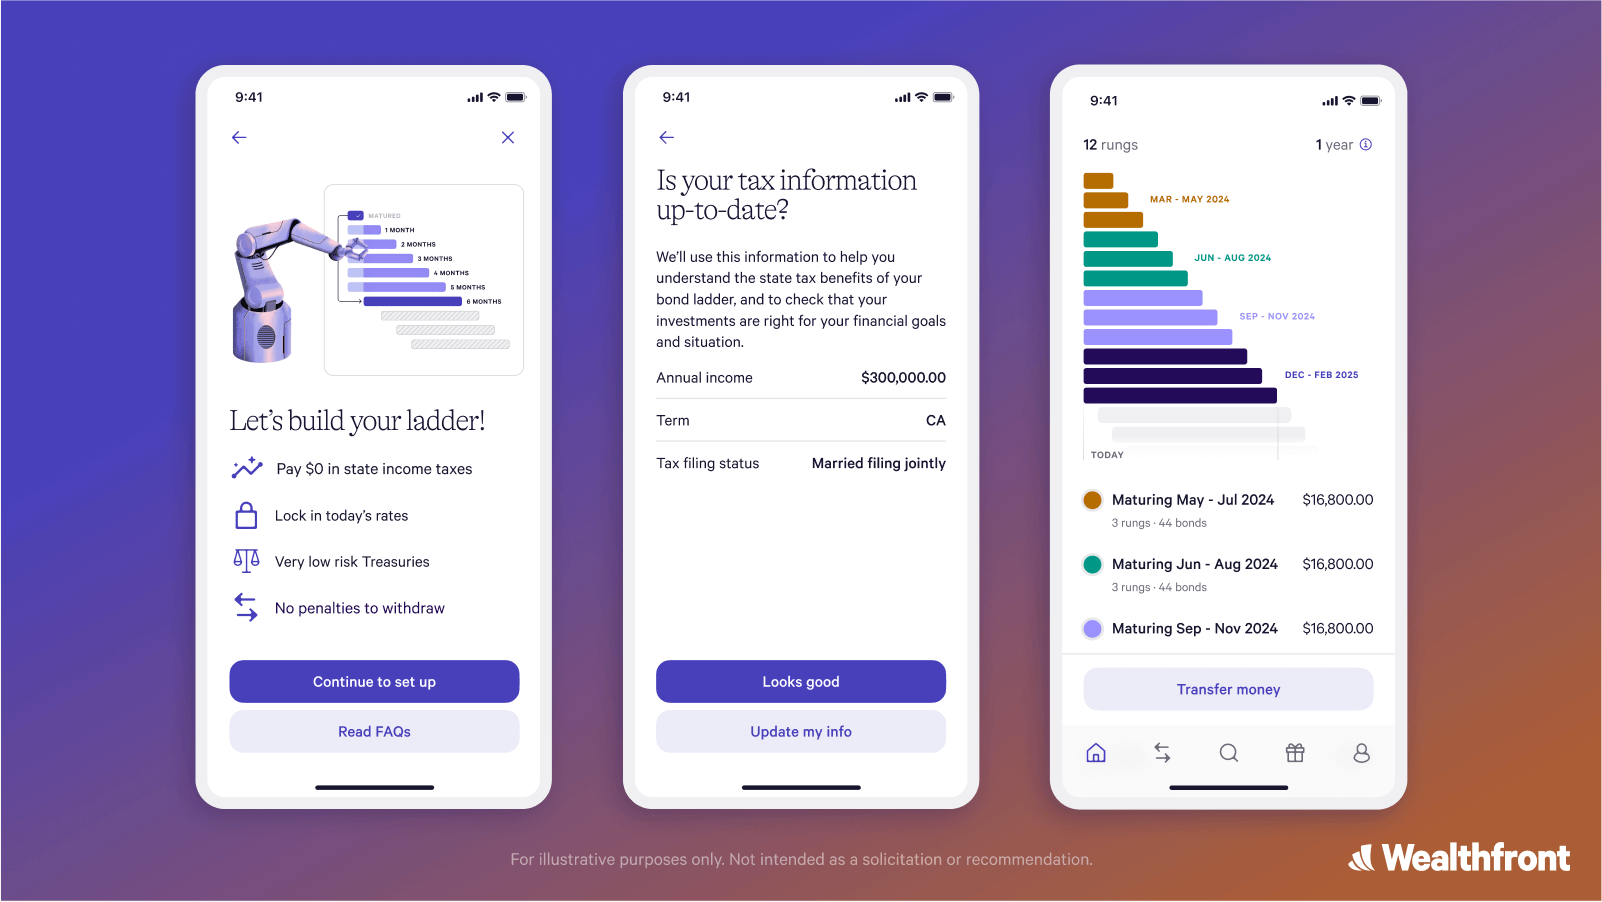 9:41
MATURED
1 MONTH
2 MONTHS
3 MONTHS
4 MONTHS
5 MONTHS
6 MONTHS
Let's build your ladder!
Pay $0 in state income taxes
Lock in today's rates
Very low risk Treasuries
No penalties to withdraw
Continue to set up
Read FAQs
9:41
Is your tax information
up-to-date?
We'll use this information to help you
understand the state tax benefits of your
bond ladder, and to check that your
investments are right for your financial goals
and situation.
Annual income $300,000.00
Term CA
Tax filing status Married filing jointly
Looks good
Update my info
9:41
12 rungs 1 year
MAR - MAY 2024
JUN - AUG 2024
SEP - NOV 2024
DEC - FEB 2025
TODAY
Maturing May - Jul 2024 $16,800.00
3 rungs · 44 bonds
Maturing Jun - Aug 2024 $16,800.00
3 rungs · 44 bonds
Maturing Sep - Nov 2024 $16,800.00
Transfer money
For illustrative purposes only. Not intended as a solicitation or recommendation.
Wealthfront